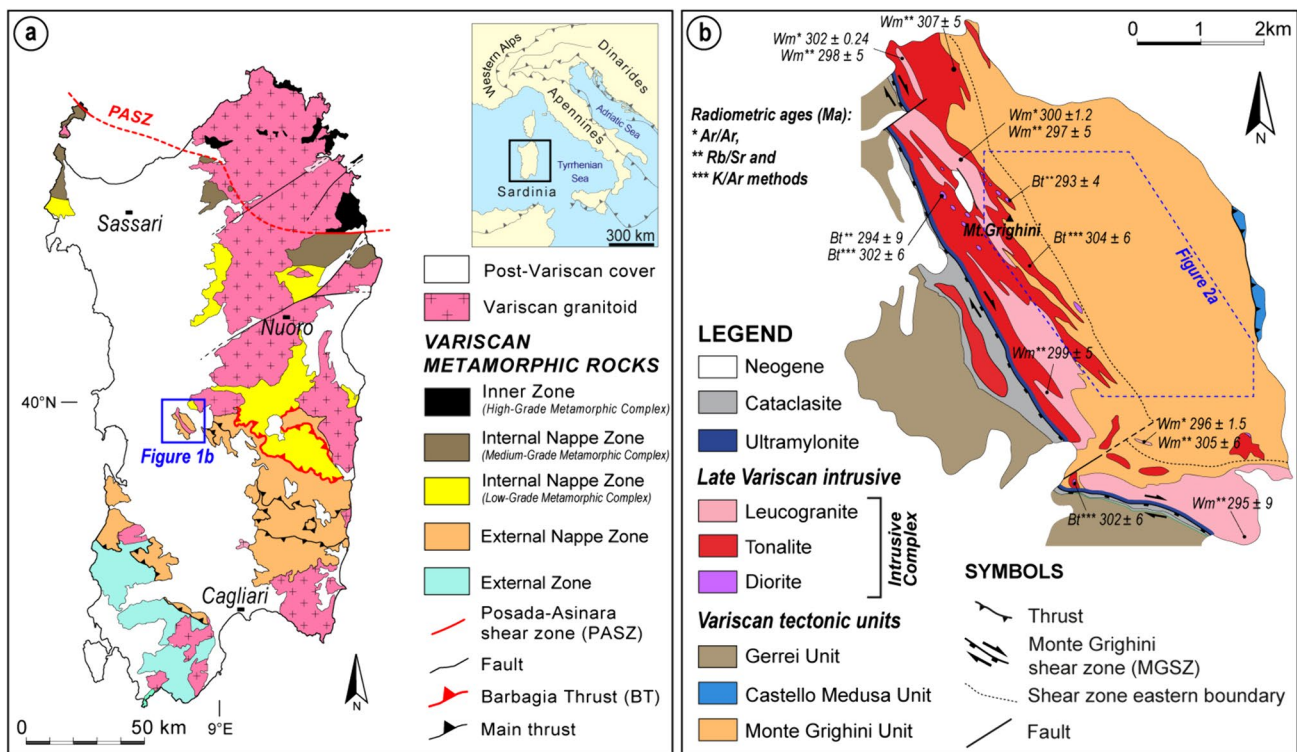 a
PASZ
Sassari
Nuoro
40°N
Figure 1b
Cagliari
0 50 km
9°E
N
Western Alps
Dinarides
Apennines
Adriatic Sea
Tyrrhenian
Sea
Sardinia
300 km
Post-Variscan cover
Variscan granitoid
VARISCAN
METAMORPHIC ROCKS
Inner Zone
(High-Grade Metamorphic Complex)
Internal Nappe Zone
(Medium-Grade Metamorphic Complex)
Internal Nappe Zone
(Low-Grade Metamorphic Complex)
External Nappe Zone
External Zone
Posada-Asinara
shear zone (PASZ)
Fault
Barbagia Thrust (BT)
Main thrust
b
Wm** 307± 5
Wm* 302 ± 0.24
Wm** 298 ± 5
0 1 2km
N
Radiometric ages (Ma):
* Ar/Ar,
** Rb/Sr and
*** K/Ar methods
Wm* 300 ±1.2
Wm** 297 ± 5
Bt** 293 ± 4
Mt.Grighini
Bt*** 304 ± 6
Bt** 294 ± 9
Bt*** 302 ± 6
Figure 2a
Wm** 299 ± 5
Wm* 296 ± 1.5
Wm** 305 ± 6
Bt*** 302 ± 6
Wm** 295 ± 9
LEGEND
Neogene
Cataclasite
Ultramylonite
Late Variscan intrusive
Leucogranite
Tonalite
Diorite
Intrusive
Complex
Variscan tectonic units
Gerrei Unit
Castello Medusa Unit
Monte Grighini Unit
SYMBOLS
Thrust
Monte Grighini
shear zone (MGSZ)
Shear zone eastern boundary
Fault